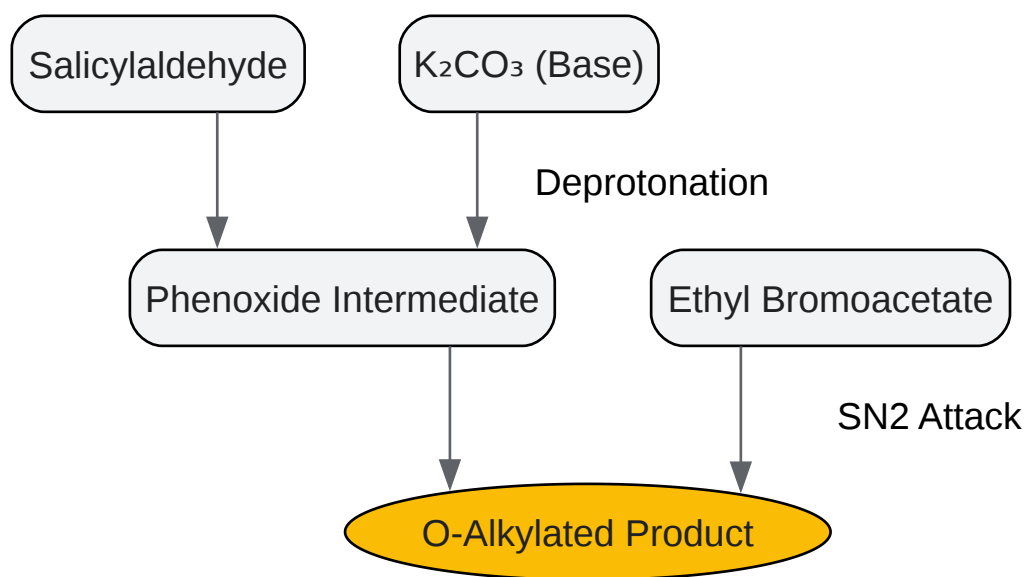 Salicylaldehyde
K₂CO₃ (Base)
Deprotonation
Phenoxide Intermediate
Ethyl Bromoacetate
SN2 Attack
O-Alkylated Product